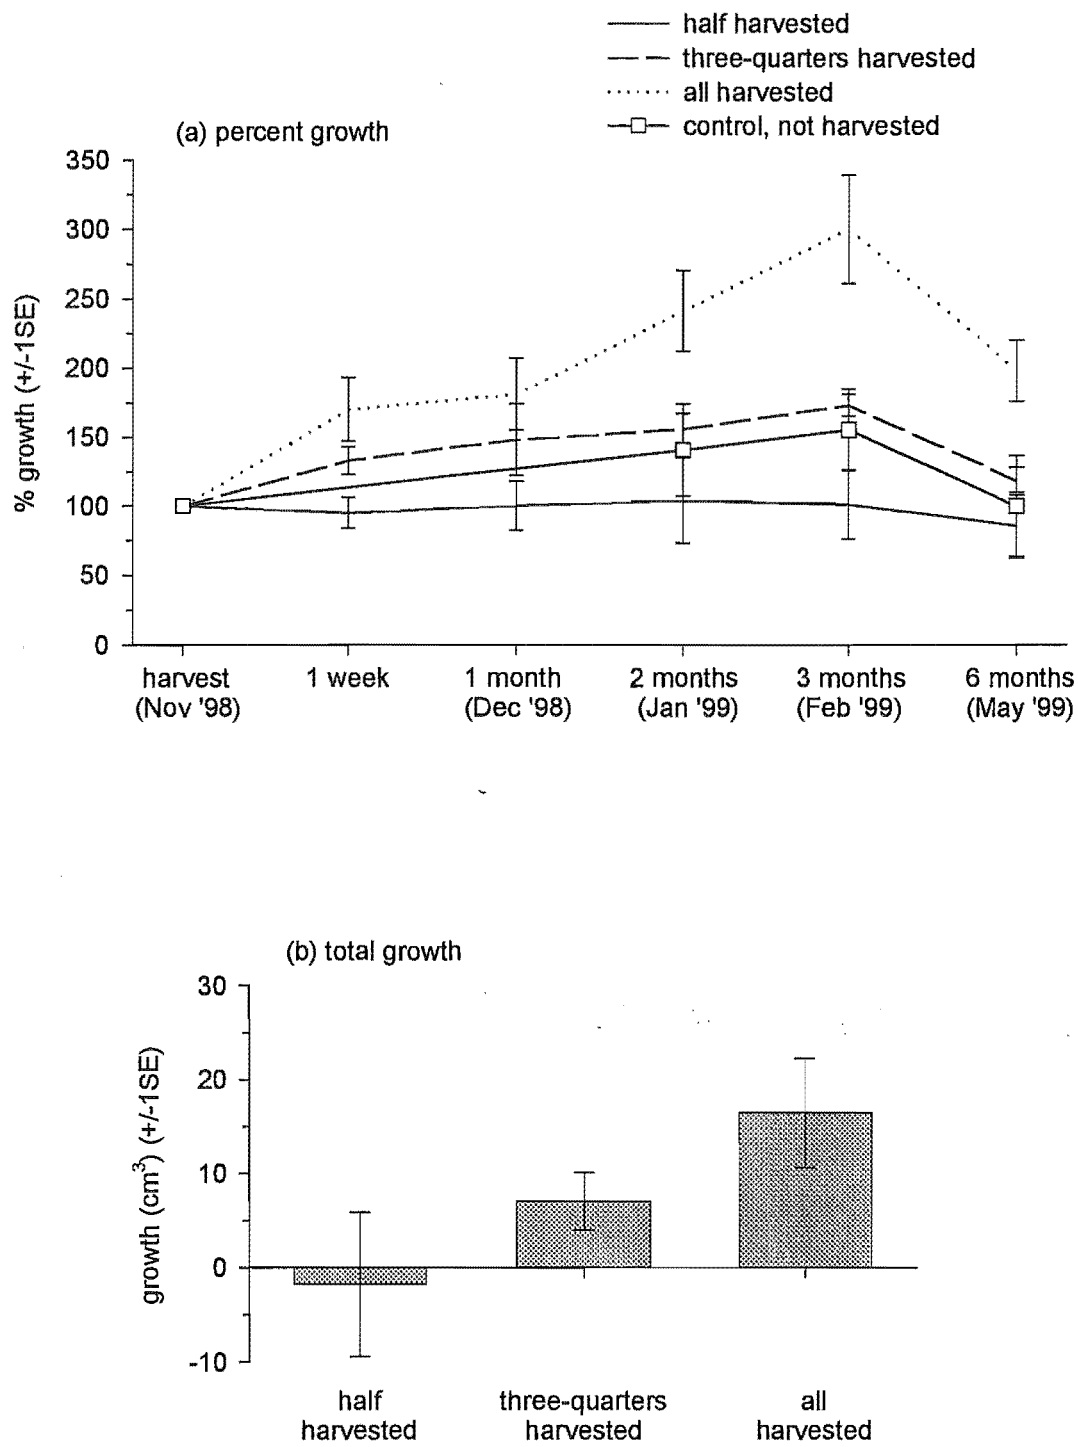 half harvested
three-quarters harvested
all harvested
control, not harvested
(a) percent growth
350
300
250
200
150
100
50
0
% growth (+/-1SE)
harvest 1 week 1 month 2 months 3 months 6 months
(Nov '98) (Dec '98) (Jan '99) (Feb '99) (May '99)
(b) total growth
30
20
10
0
-10
growth (cm³) (+/-1SE)
half three-quarters all
harvested harvested harvested